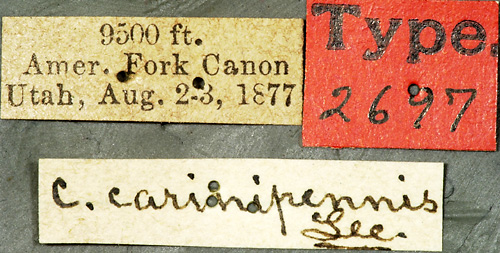 9500 ft.
Amer. Fork Canon
Utah, Aug. 2-3, 1877
Type.
2697
C. carinipennis
Lec.